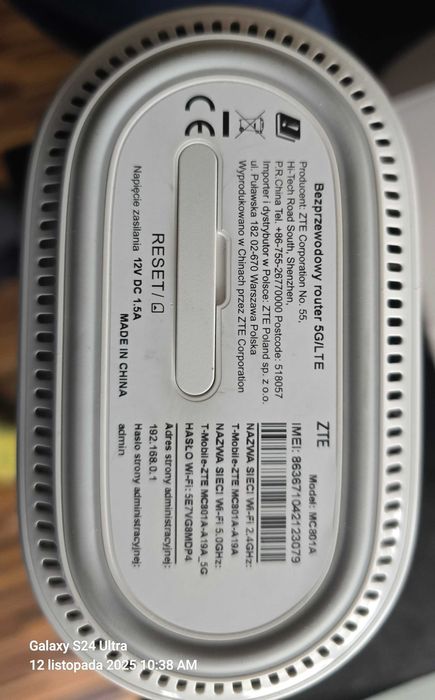 Bezprzewodowy router 5G/LTE
Producent: ZTE Corporation No. 55,
Hi-Tech Road South, Shenzhen,
P.R.China Tel. +86-755-26770000 Postcode: 518057
Importer i dystrybutor w Polsce: ZTE Poland sp. z o.o.
ul. Puławska 182 02-670 Warszawa Polska
Wyprodukowano w Chinach przez ZTE Corporation
CE
RESET/
Napięcie zasilania 12V DC 1.5A
MADE IN CHINA
ZTE
Model: MC801A
IMEI: 863671042123079
NAZWA SIECI Wi-Fi 2.4GHz:
T-Mobile-ZTE MC801A-A19A
NAZWA SIECI Wi-Fi 5.0GHz:
T-Mobile-ZTE MC801A-A19A_5G
HASŁO Wi-Fi: 5E7VG8MDP4
Adres strony administracyjnej:
192.168.0.1
Hasło strony administracyjnej:
admin
Galaxy S24 Ultra
12 listopada 2025 10:38 AM